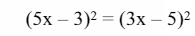 (5x – 3)² = (3x – 5)²